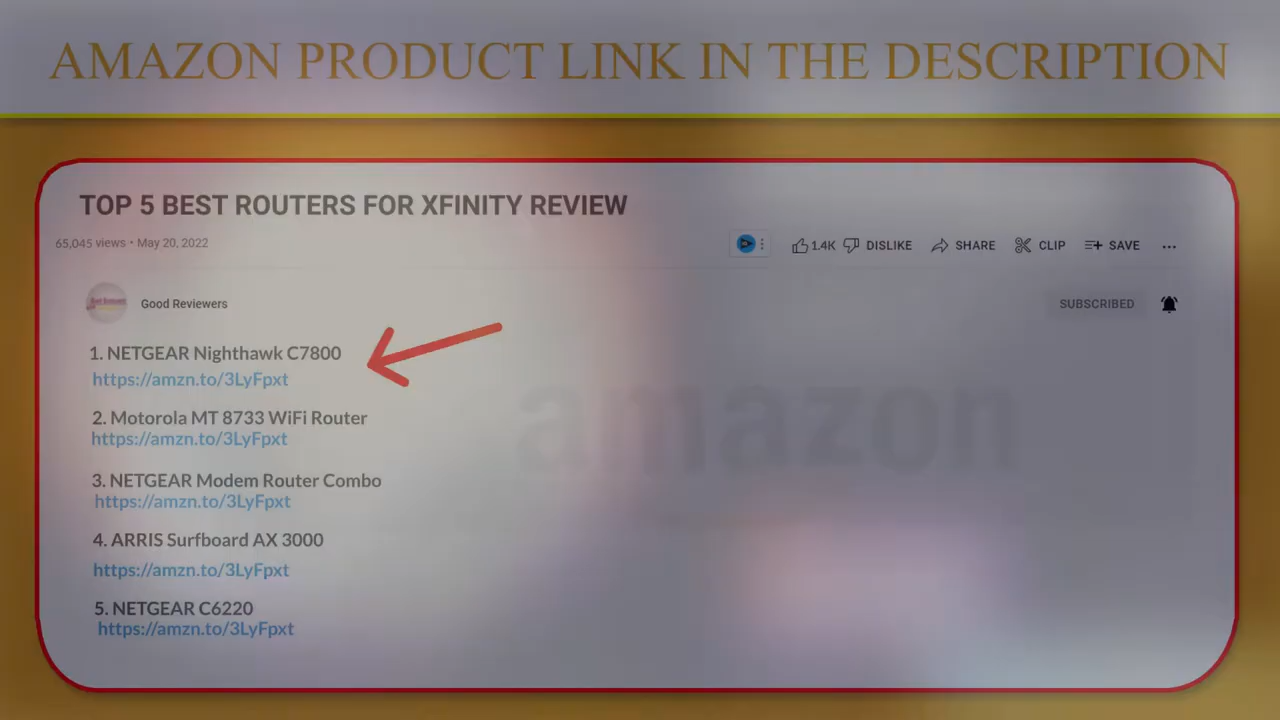 AMAZON PRODUCT LINK IN THE DESCRIPTION
TOP 5 BEST ROUTERS FOR XFINITY REVIEW
65,045 views • May 20, 2022
1.4K DISLIKE SHARE CLIP SAVE ...
Good Reviewers
SUBSCRIBED
1. NETGEAR Nighthawk C7800
https://amzn.to/3LyFpxt
2. Motorola MT 8733 WiFi Router
https://amzn.to/3LyFpxt
3. NETGEAR Modem Router Combo
https://amzn.to/3LyFpxt
amazon
4. ARRIS Surfboard AX 3000
https://amzn.to/3LyFpxt
5. NETGEAR C6220
https://amzn.to/3LyFpxt